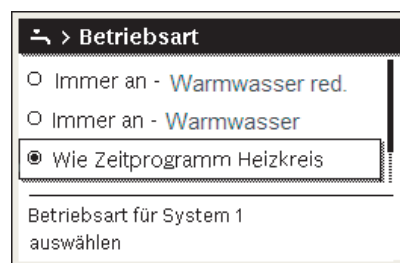 > Betriebsart
Immer an - Warmwasser red.
Immer an - Warmwasser
Wie Zeitprogramm Heizkreis
Betriebsart für System 1
auswählen